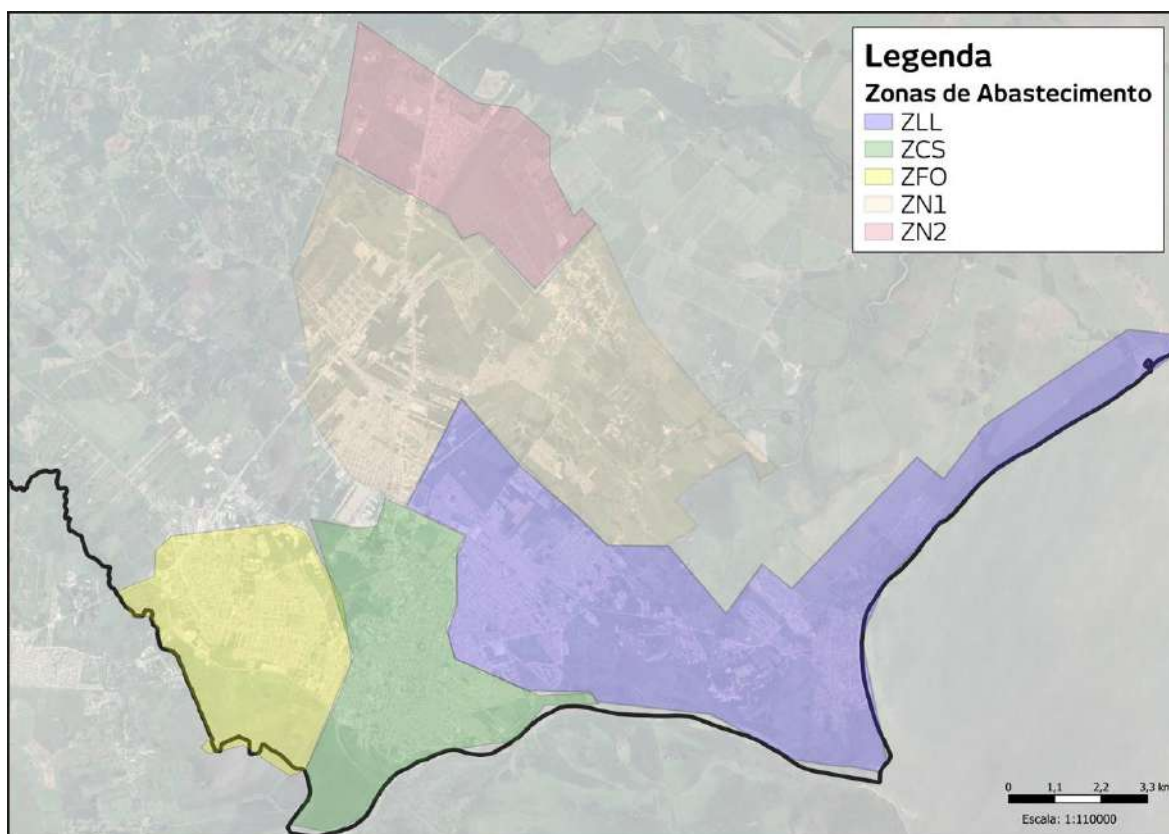 Legenda
Zonas de Abastecimento
ZLL
ZCS
ZFO
ZN1
ZN2
0 1,1 2,2 3,3 km
Escala: 1:110000